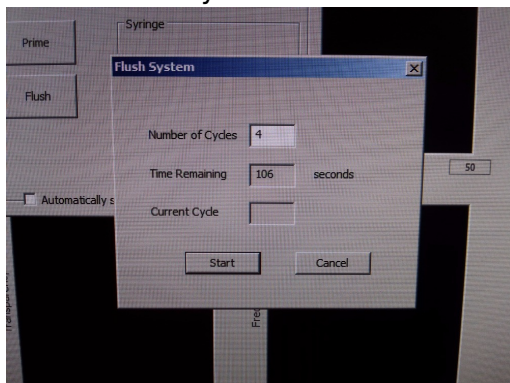 Syringe
Prime
Flush System
Flush
Number of Cycles 4
Time Remaining 106 seconds
50
Automatically s
Current Cycle
Start Cancel
Fre